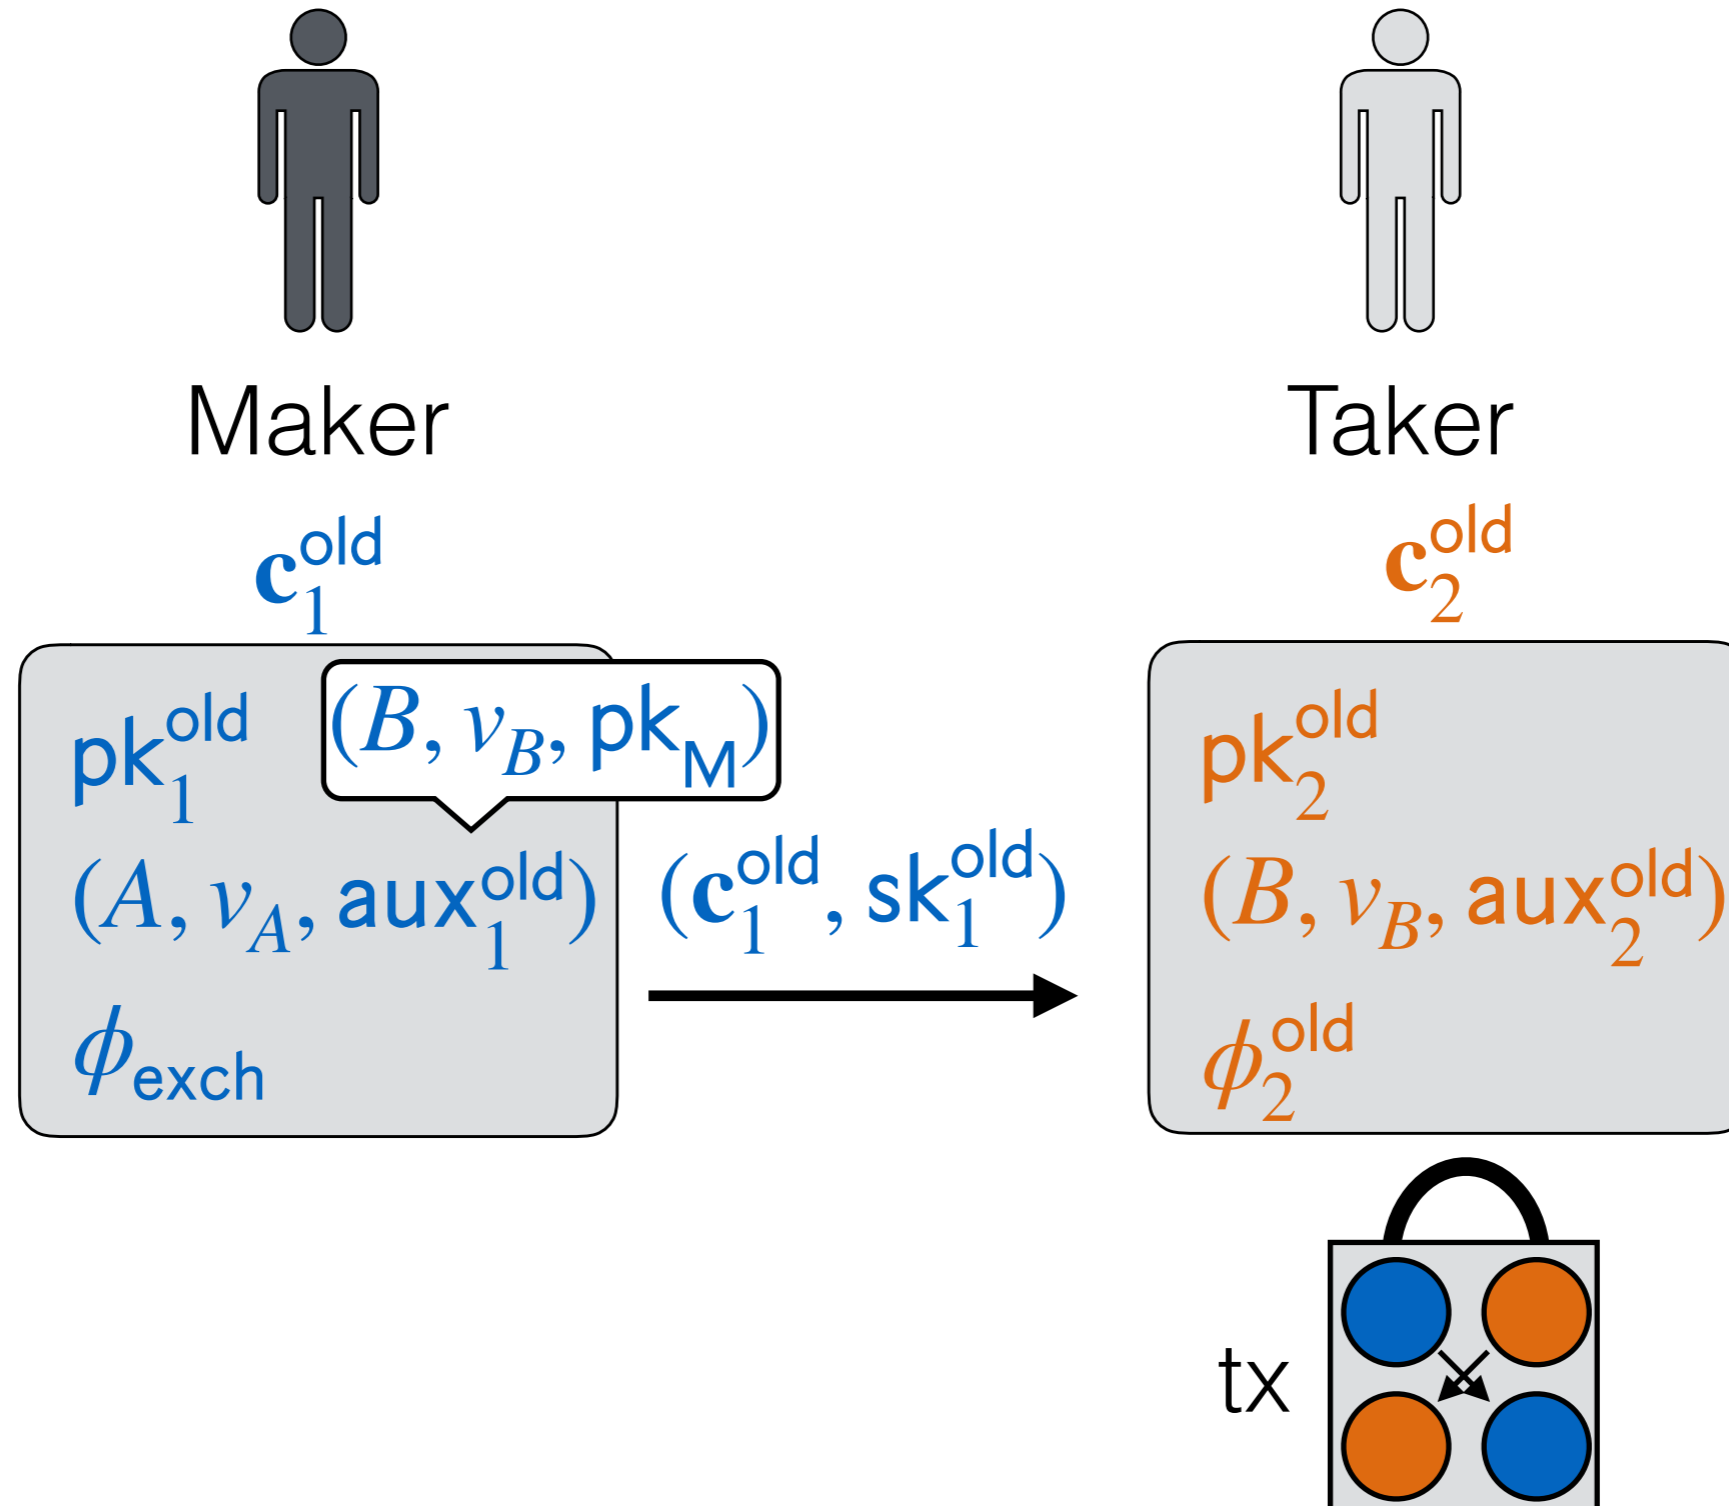 Maker
Taker
c₁^old
c₂^old
pk₁^old
(B, v_B, pk_M)
(A, v_A, aux₁^old)
ϕ_exch
(c₁^old, sk₁^old)
pk₂^old
(B, v_B, aux₂^old)
ϕ₂^old
tx